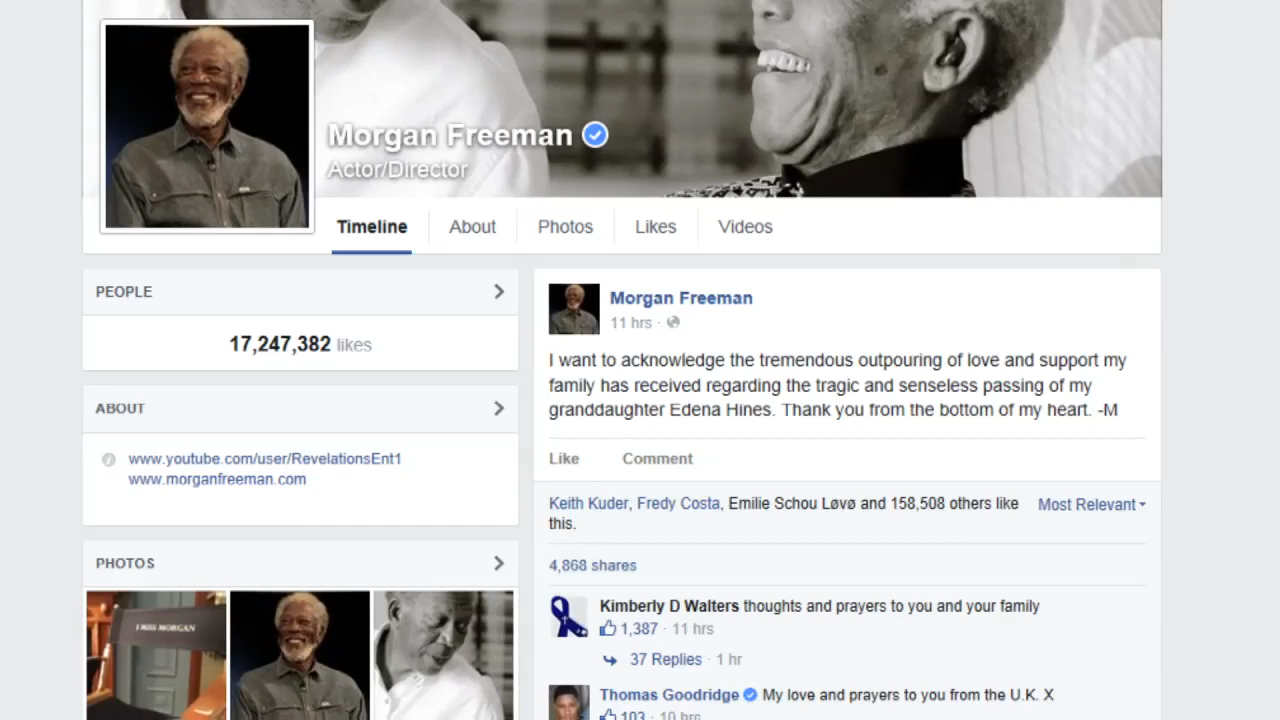 Morgan Freeman
Actor/Director
Timeline
About
Photos
Likes
Videos
PEOPLE
17,247,382 likes
ABOUT
www.youtube.com/user/RevelationsEnt1
www.morganfreeman.com
PHOTOS
I MISS MORGAN
Morgan Freeman
11 hrs ·
I want to acknowledge the tremendous outpouring of love and support my
family has received regarding the tragic and senseless passing of my
granddaughter Edena Hines. Thank you from the bottom of my heart. -M
Like Comment
Keith Kuder, Fredy Costa, Emilie Schou Løvø and 158,508 others like
this.
Most Relevant
4,868 shares
Kimberly D Walters thoughts and prayers to you and your family
1,387 · 11 hrs
37 Replies · 1 hr
Thomas Goodridge My love and prayers to you from the U.K. X
103 · 10 hrs